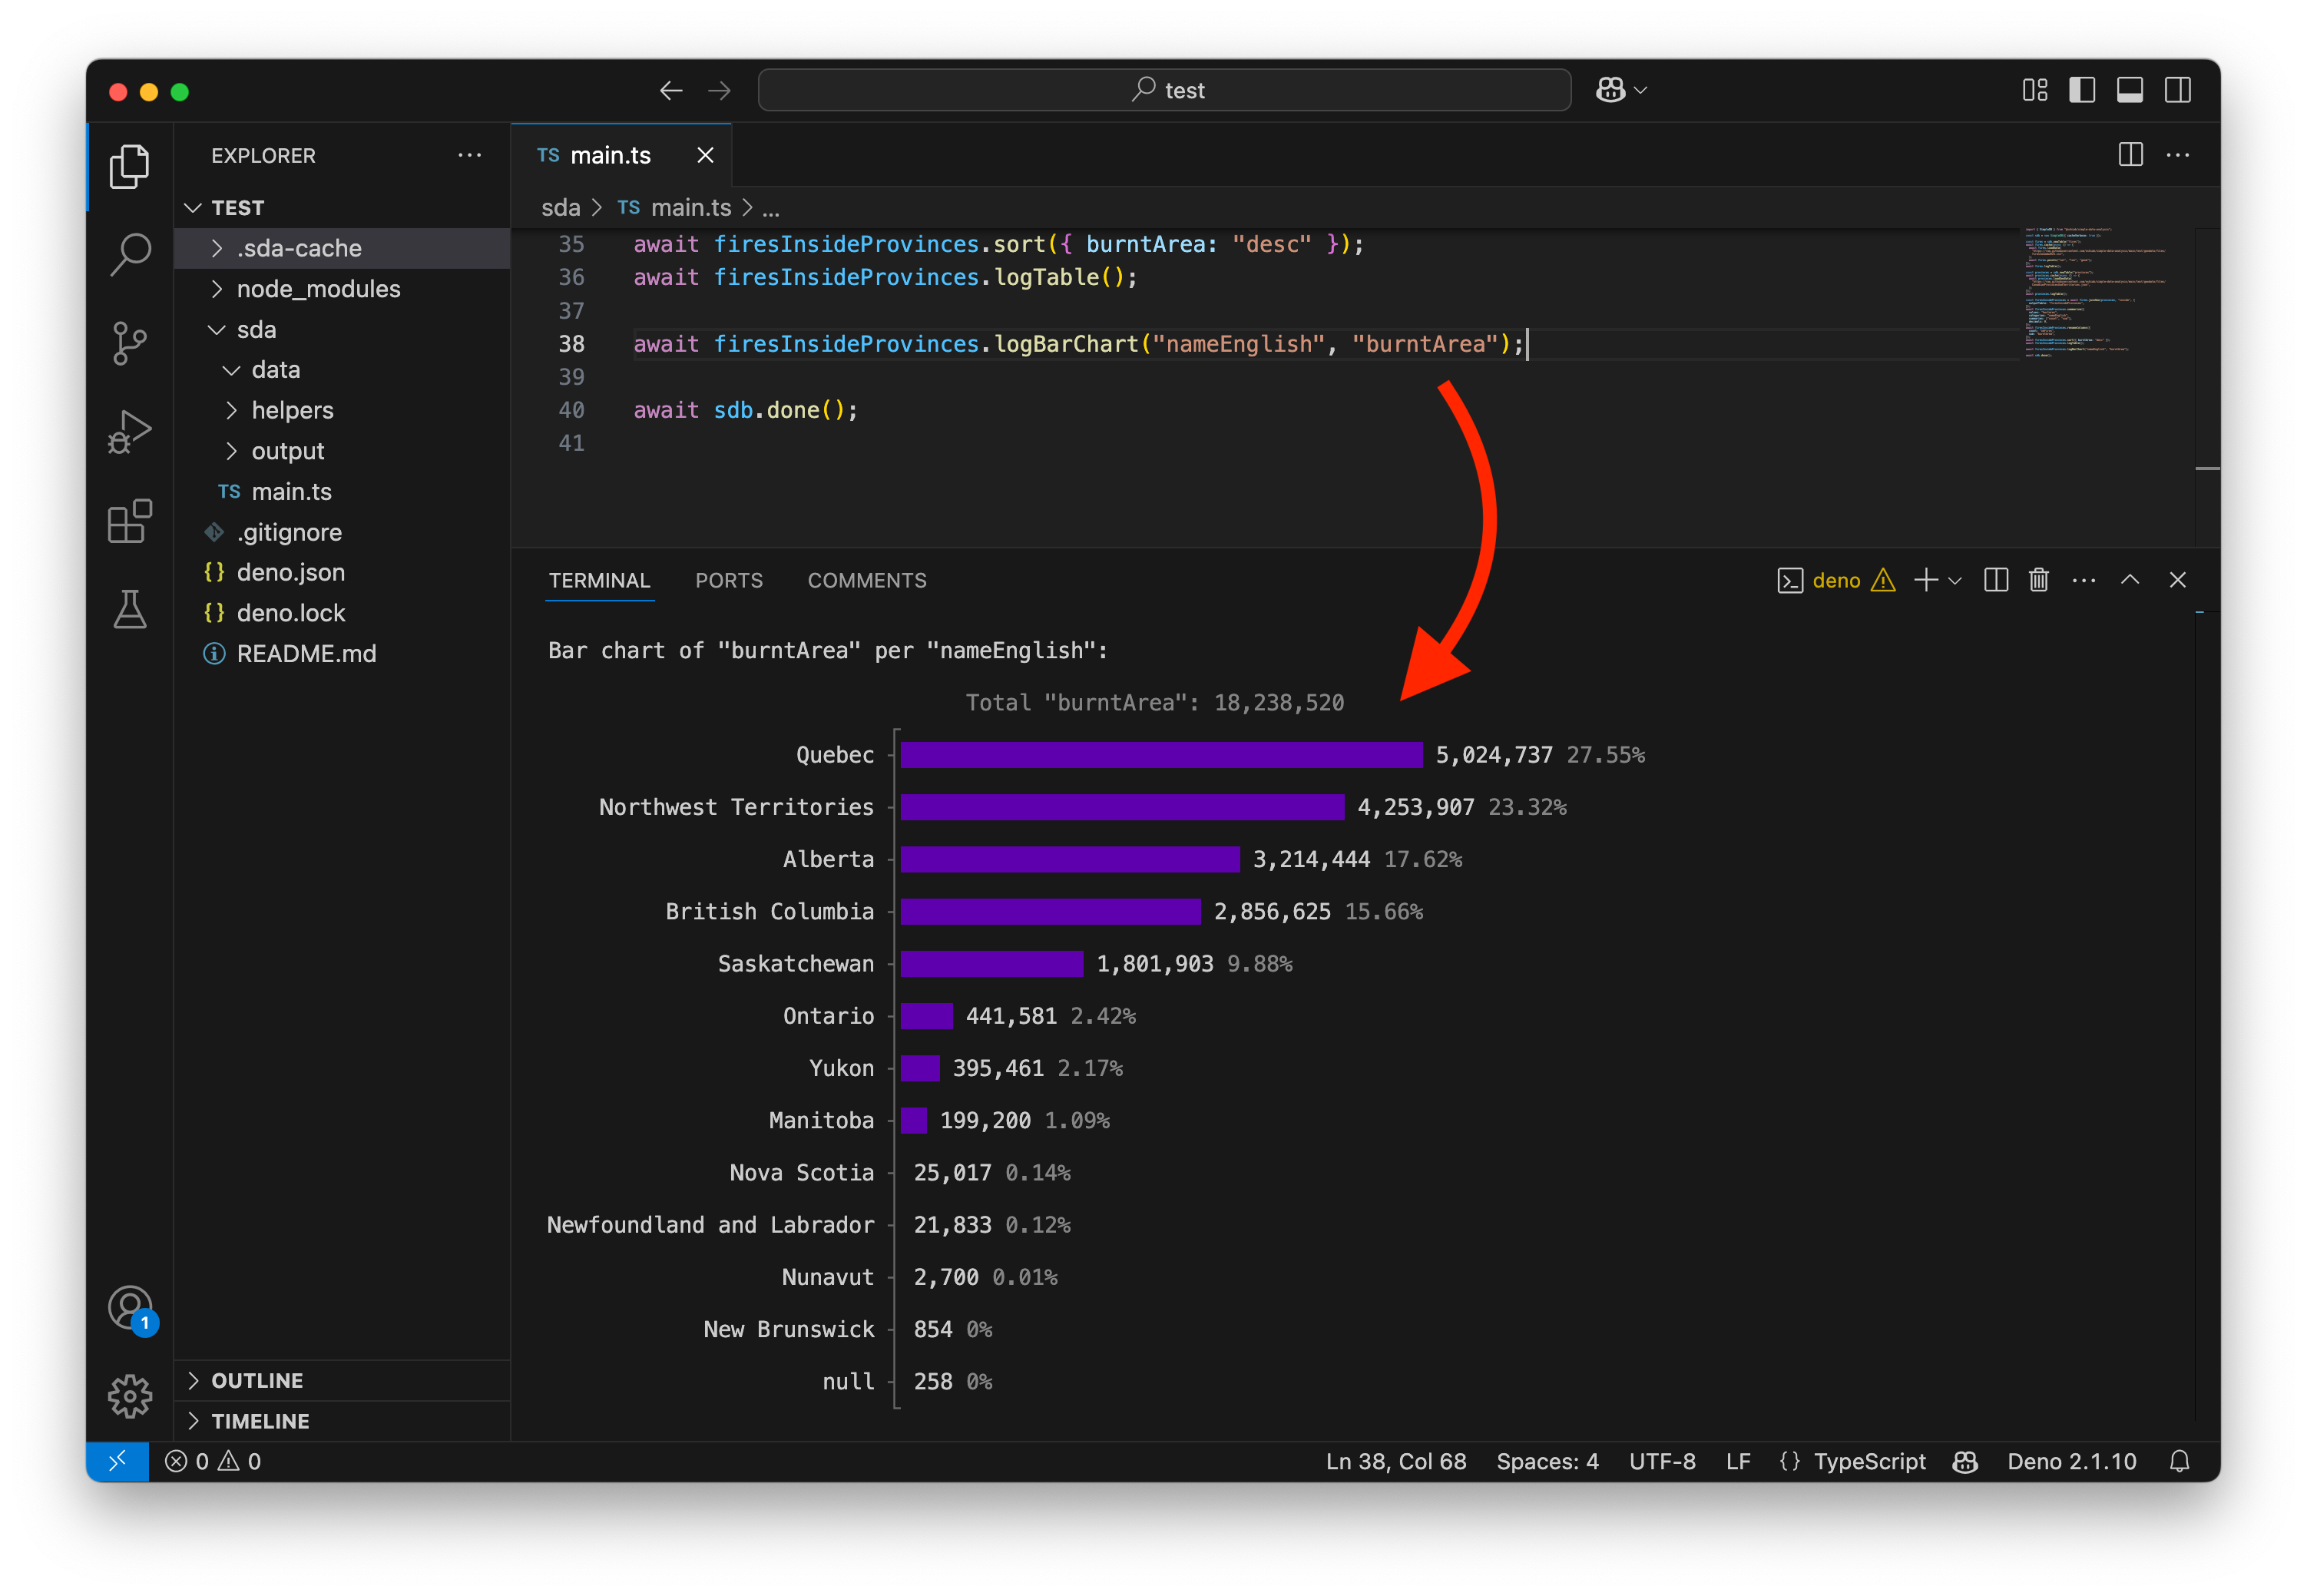 test
EXPLORER
TEST
.sda-cache
node_modules
sda
data
helpers
output
TS main.ts
.gitignore
{} deno.json
{} deno.lock
README.md
OUTLINE
TIMELINE
1
TS main.ts
sda > TS main.ts > ...
35 await firesInsideProvinces.sort({ burntArea: "desc" });
36 await firesInsideProvinces.logTable();
37
38 await firesInsideProvinces.logBarChart("nameEnglish", "burntArea");
39
40 await sdb.done();
41
TERMINAL PORTS COMMENTS
deno
Bar chart of "burntArea" per "nameEnglish":
Total "burntArea": 18,238,520
Quebec 5,024,737 27.55%
Northwest Territories 4,253,907 23.32%
Alberta 3,214,444 17.62%
British Columbia 2,856,625 15.66%
Saskatchewan 1,801,903 9.88%
Ontario 441,581 2.42%
Yukon 395,461 2.17%
Manitoba 199,200 1.09%
Nova Scotia 25,017 0.14%
Newfoundland and Labrador 21,833 0.12%
Nunavut 2,700 0.01%
New Brunswick 854 0%
null 258 0%
0 0
Ln 38, Col 68 Spaces: 4 UTF-8 LF {} TypeScript Deno 2.1.10